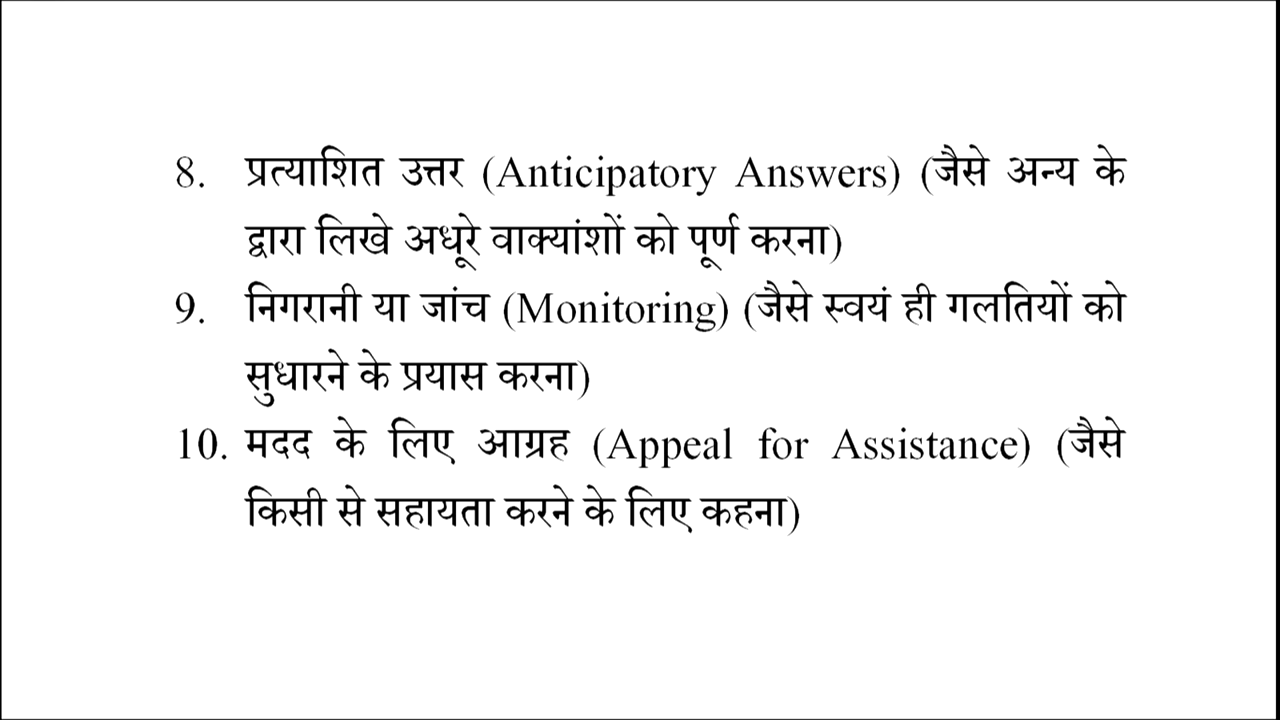 8. प्रत्याशित उत्तर (Anticipatory Answers) (जैसे अन्य के
द्वारा लिखे अधूरे वाक्यांशों को पूर्ण करना)
9. निगरानी या जांच (Monitoring) (जैसे स्वयं ही गलतियों को
सुधारने के प्रयास करना)
10. मदद के लिए आग्रह (Appeal for Assistance) (जैसे
किसी से सहायता करने के लिए कहना)